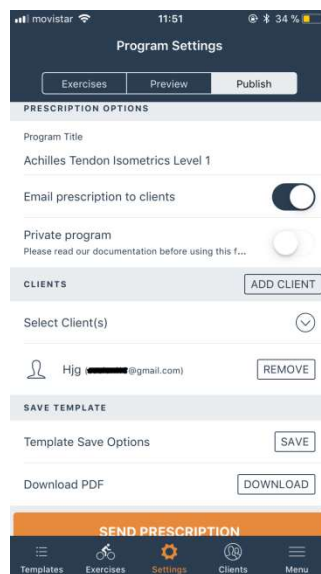 movistar 11:51 34 %
Program Settings
Exercises Preview Publish
PRESCRIPTION OPTIONS
Program Title
Achilles Tendon Isometrics Level 1
Email prescription to clients
Private program
Please read our documentation before using this f...
CLIENTS ADD CLIENT
Select Client(s)
Hjg ( @gmail.com) REMOVE
SAVE TEMPLATE
Template Save Options SAVE
Download PDF DOWNLOAD
SEND PRESCRIPTION
Templates Exercises Settings Clients Menu